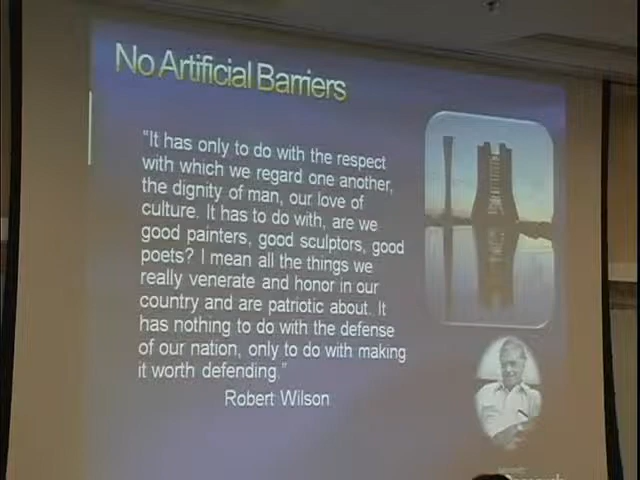 No Artificial Barriers
“It has only to do with the respect
with which we regard one another,
the dignity of man, our love of
culture. It has to do with, are we
good painters, good sculptors, good
poets? I mean all the things we
really venerate and honor in our
country and are patriotic about. It
has nothing to do with the defense
of our nation, only to do with making
it worth defending.”
Robert Wilson